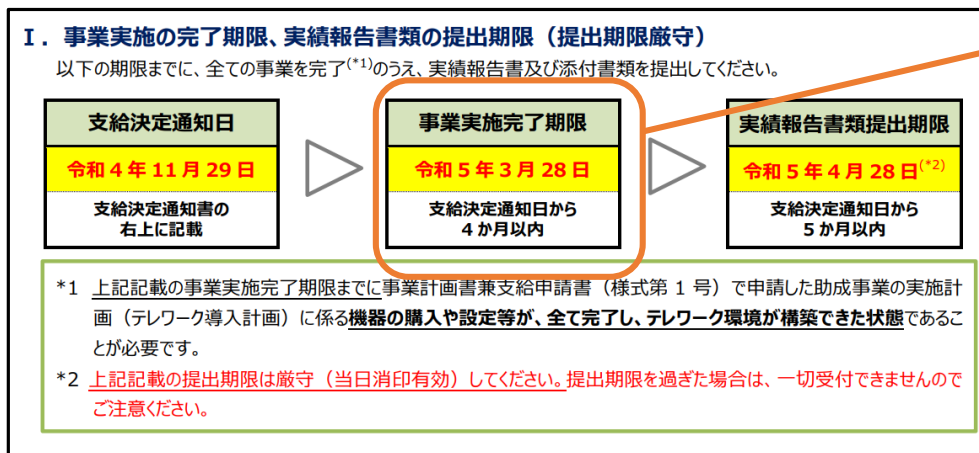 Ⅰ．事業実施の完了期限、実績報告書類の提出期限（提出期限厳守）
以下の期限までに、全ての事業を完了(*1)のうえ、実績報告書及び添付書類を提出してください。
支給決定通知日
令和４年 11 月 29 日
支給決定通知書の
右上に記載
事業実施完了期限
令和５年３月 28 日
支給決定通知日から
４か月以内
実績報告書類提出期限
令和５年４月 28 日(*2)
支給決定通知日から
５か月以内
*1 上記記載の事業実施完了期限までに事業計画書兼支給申請書（様式第 1 号）で申請した助成事業の実施計
画（テレワーク導入計画）に係る機器の購入や設定等が、全て完了し、テレワーク環境が構築できた状態であるこ
とが必要です。
*2 上記記載の提出期限は厳守（当日消印有効）してください。提出期限を過ぎた場合は、一切受付できませんので
ご注意ください。